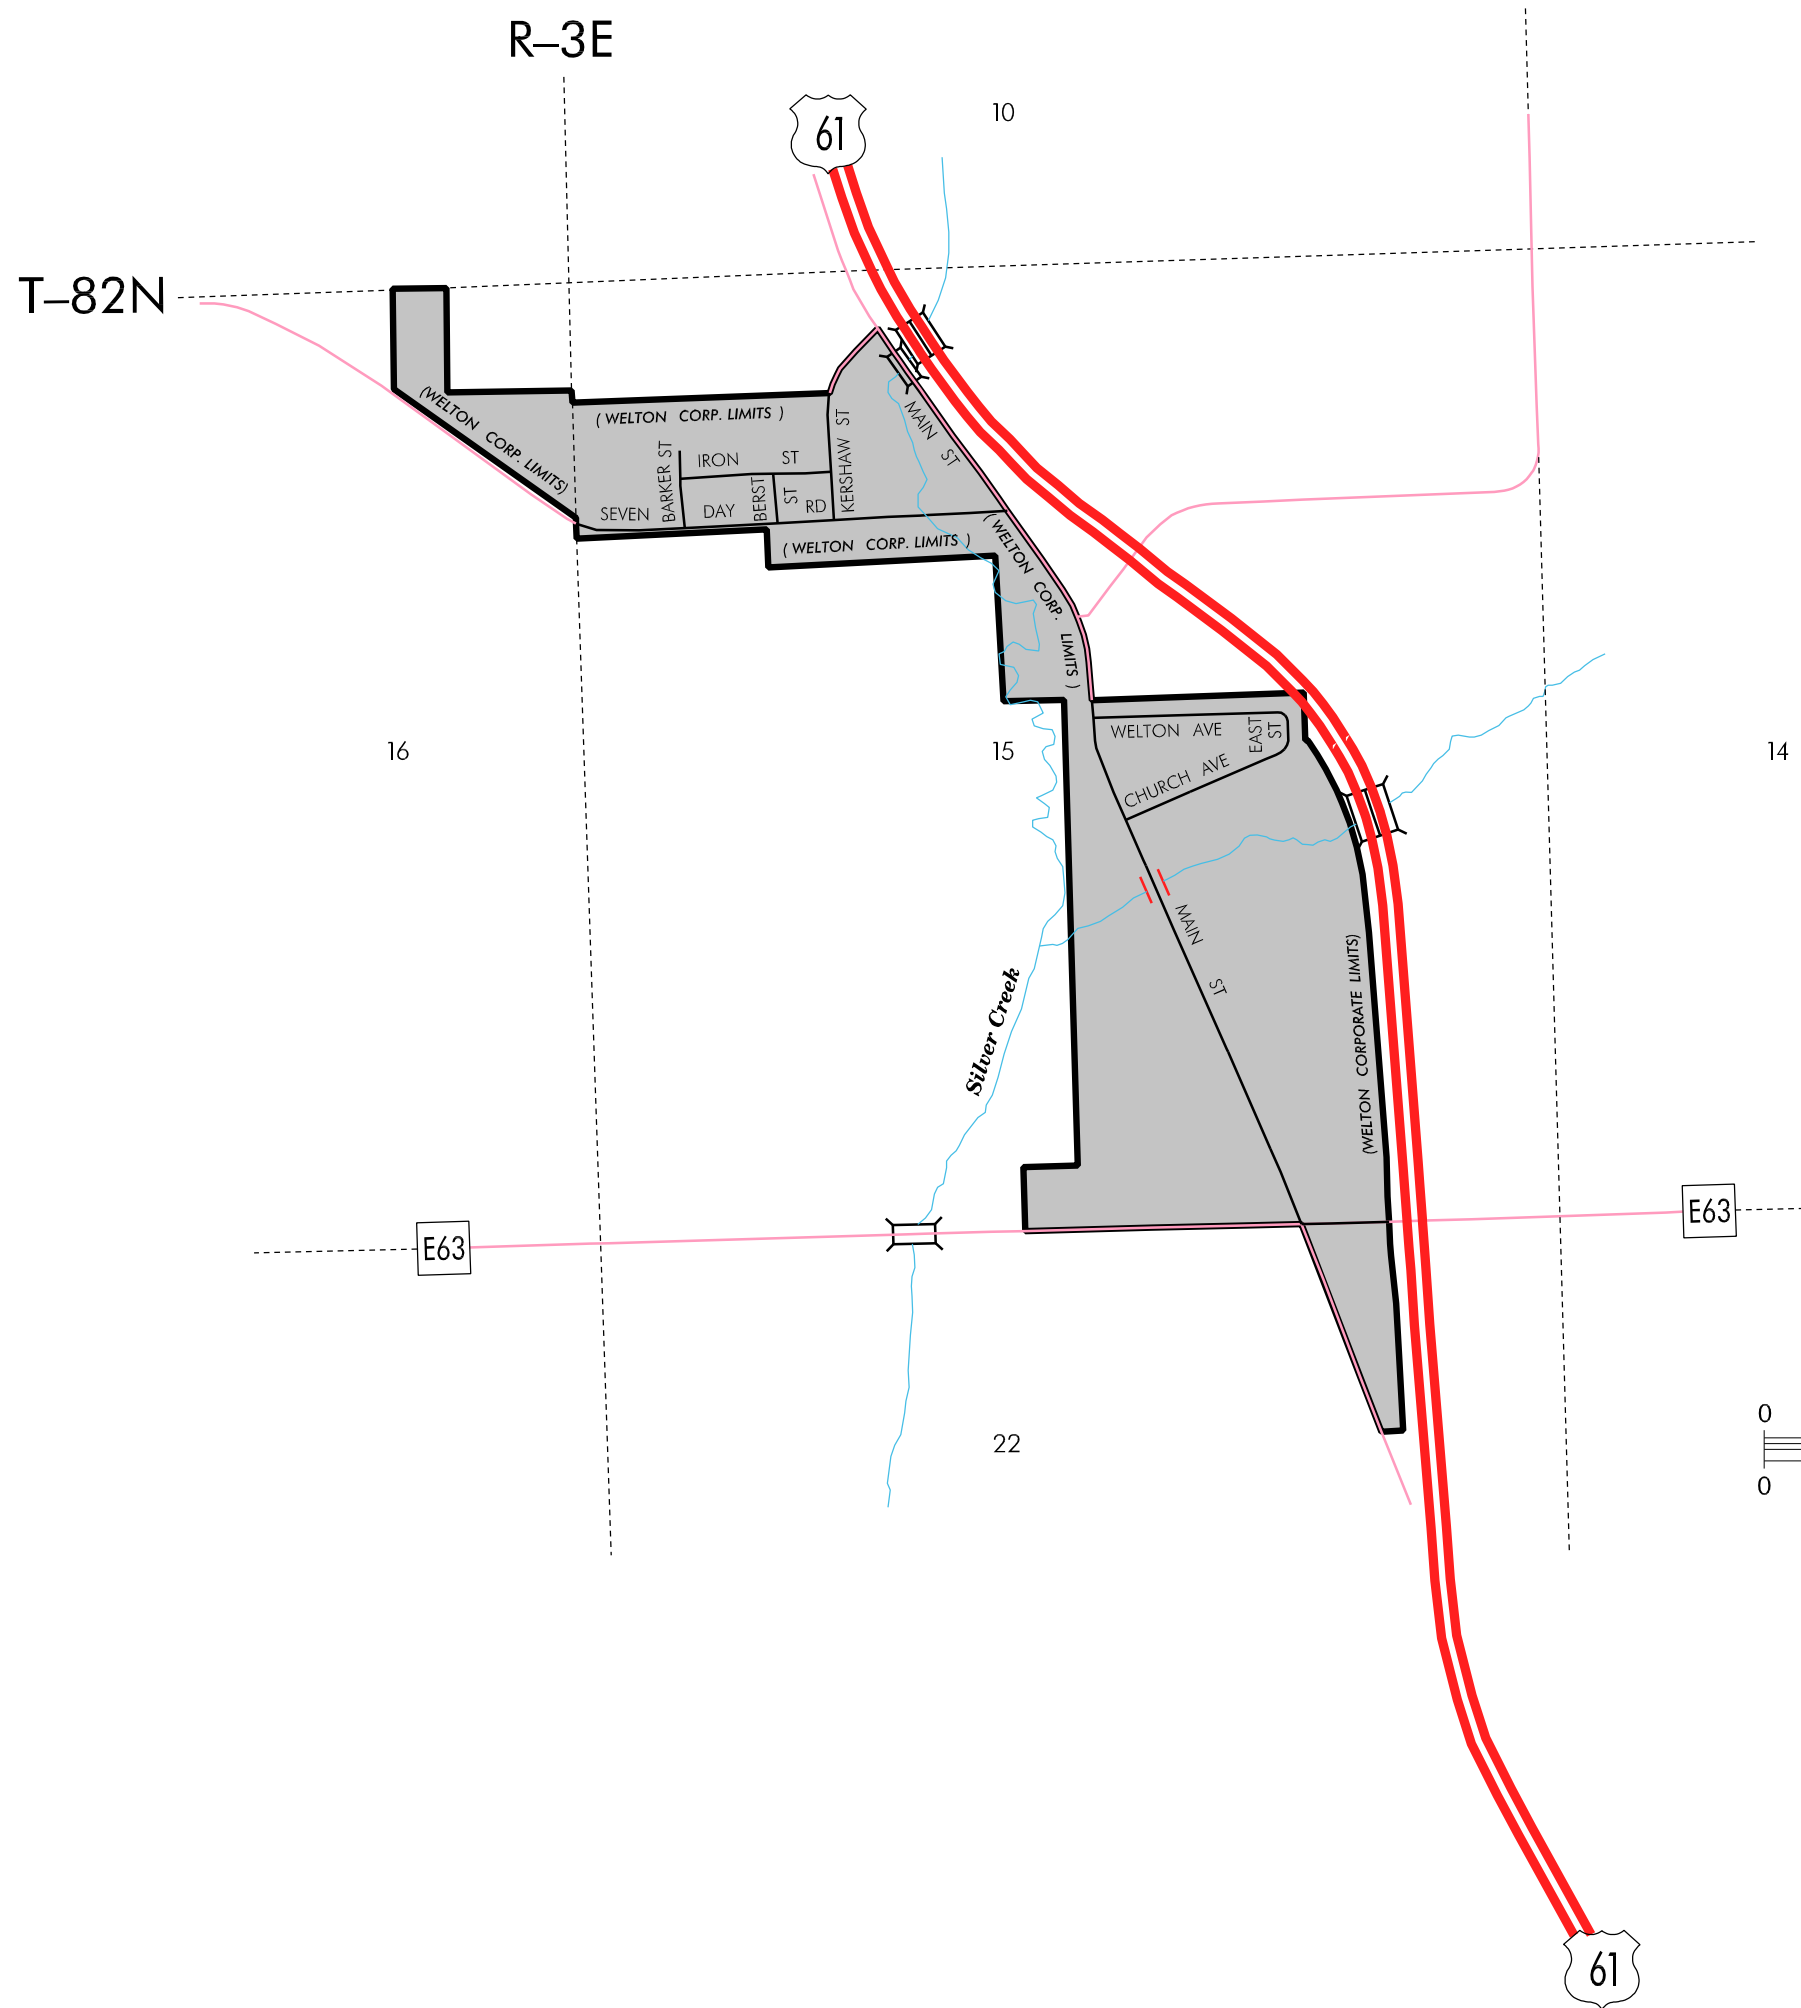 R–3E
61
10
T–82N
(WELTON CORP. LIMITS)
( WELTON CORP. LIMITS )
MAIN ST
KERSHAW ST
BARKER ST
IRON ST
BERST ST
SEVEN DAY RD
( WELTON CORP. LIMITS )
( WELTON CORP. LIMITS )
WELTON AVE
EAST ST
CHURCH AVE
16
15
14
MAIN ST
(WELTON CORPORATE LIMITS)
Silver Creek
E63
E63
22
0
0
61